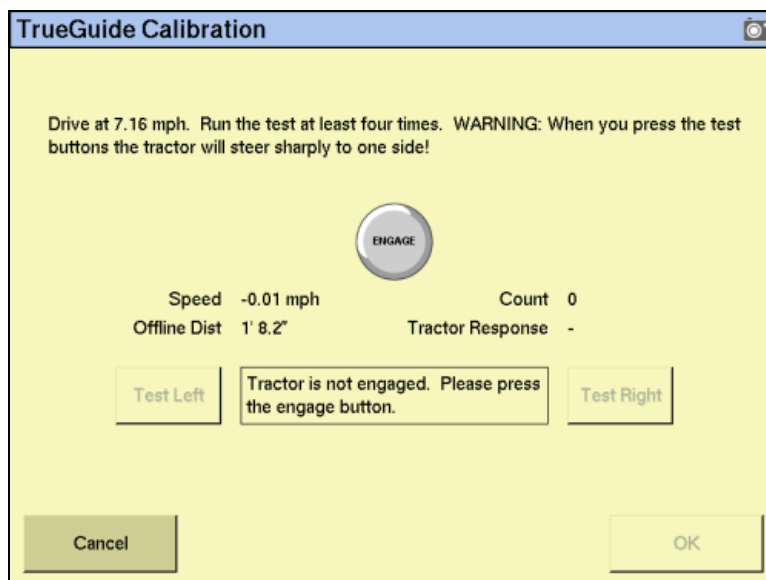 TrueGuide Calibration
Drive at 7.16 mph.  Run the test at least four times.  WARNING: When you press the test
buttons the tractor will steer sharply to one side!
ENGAGE
Speed -0.01 mph Count 0
Offline Dist 1' 8.2" Tractor Response -
Test Left
Tractor is not engaged.  Please press
the engage button.
Test Right
Cancel
OK